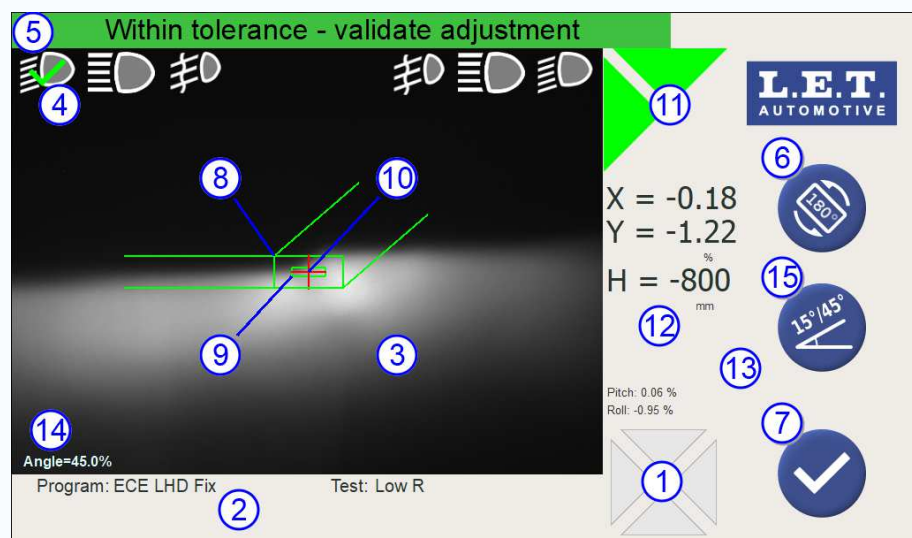 Within tolerance - validate adjustment
5
4
11
L.E.T.
AUTOMOTIVE
6
180°
8
10
X = -0.18
Y = -1.22
%
H = -800
mm
15
15°/45°
12
9
3
13
Pitch: 0.06 %
Roll: -0.95 %
14
Angle=45.0%
7
1
Program: ECE LHD Fix
Test: Low R
2